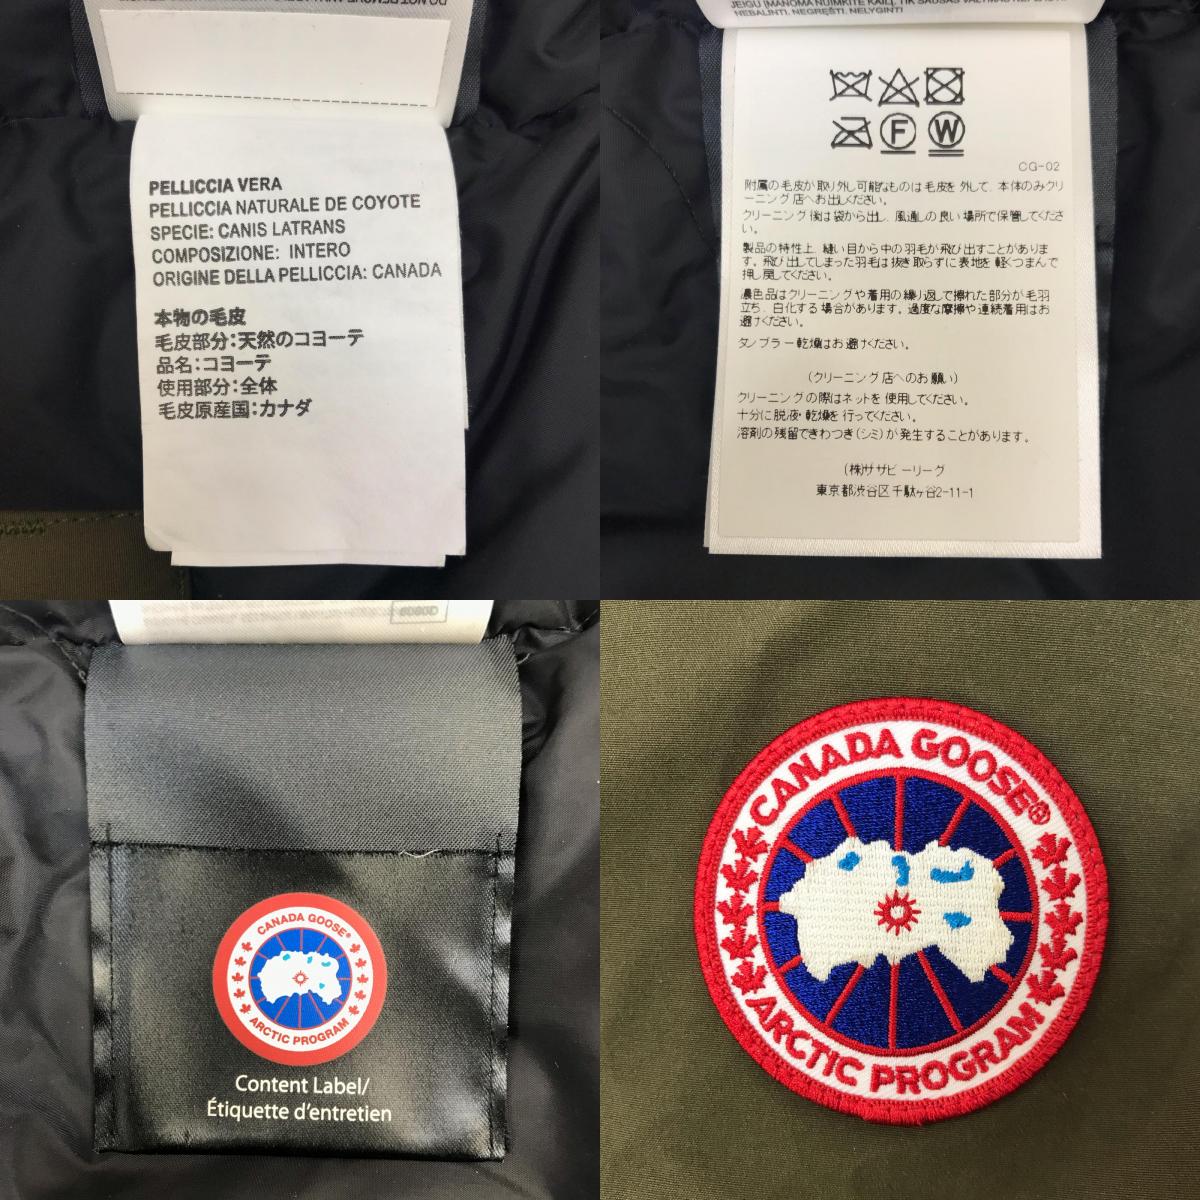 PELLICCIA VERA
PELLICCIA NATURALE DE COYOTE
SPECIE: CANIS LATRANS
COMPOSIZIONE: INTERO
ORIGINE DELLA PELLICCIA: CANADA
本物の毛皮
毛皮部分：天然のコヨーテ
品名：コヨーテ
使用部分：全体
毛皮原産国：カナダ
JEIGU [MANOMA NUIMKITE KAIL]. TIK SAUSAS VALYMAS
NEBALINTI. NEGREŠTI. NELYGINTI
F W
CG-02
附属の毛皮が取り外し可能なものは毛皮を外して、本体のみクリ
ーニング店へお出しください。
クリーニング後は袋から出し、風通しの良い場所で保管してくださ
い。
製品の特性上、縫い目から中の羽毛が飛び出すことがありま
す。飛び出してしまった羽毛は抜き取らずに表地を軽くつまんで
押し戻してください。
濃色品はクリーニングや着用の繰り返しで擦れた部分が毛羽
立ち、白化する場合があります。過度な摩擦や連続着用はお
避けください。
タンブラー乾燥はお避けください。
(クリーニング店へのお願い)
クリーニングの際はネットを使用してください。
十分に脱液・乾燥を行ってください。
溶剤の残留できわつき(シミ)が発生することがあります。
(株)サザビーリーグ
東京都渋谷区千駄ヶ谷2-11-1
CANADA GOOSE®
ARCTIC PROGRAM
Content Label/
Étiquette d'entretien
CANADA GOOSE®
ARCTIC PROGRAM